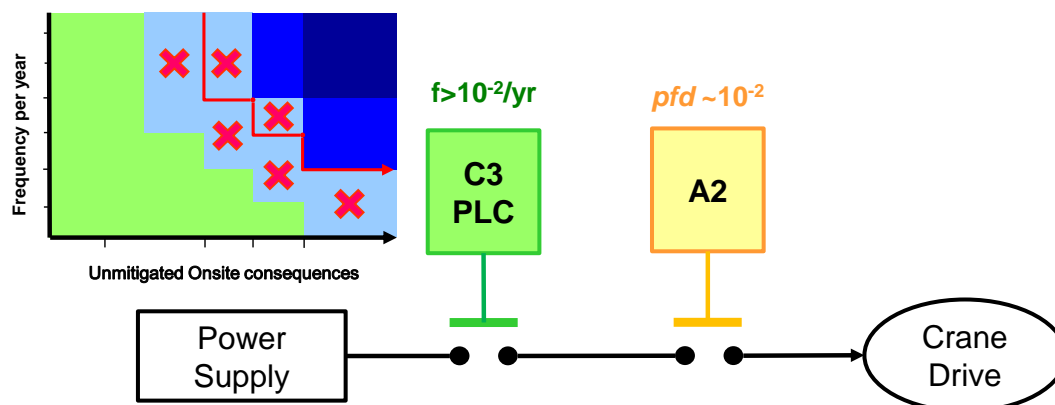 Frequency per year
Unmitigated Onsite consequences
f>10⁻²/yr
pfd ~10⁻²
C3
PLC
A2
Power
Supply
Crane
Drive